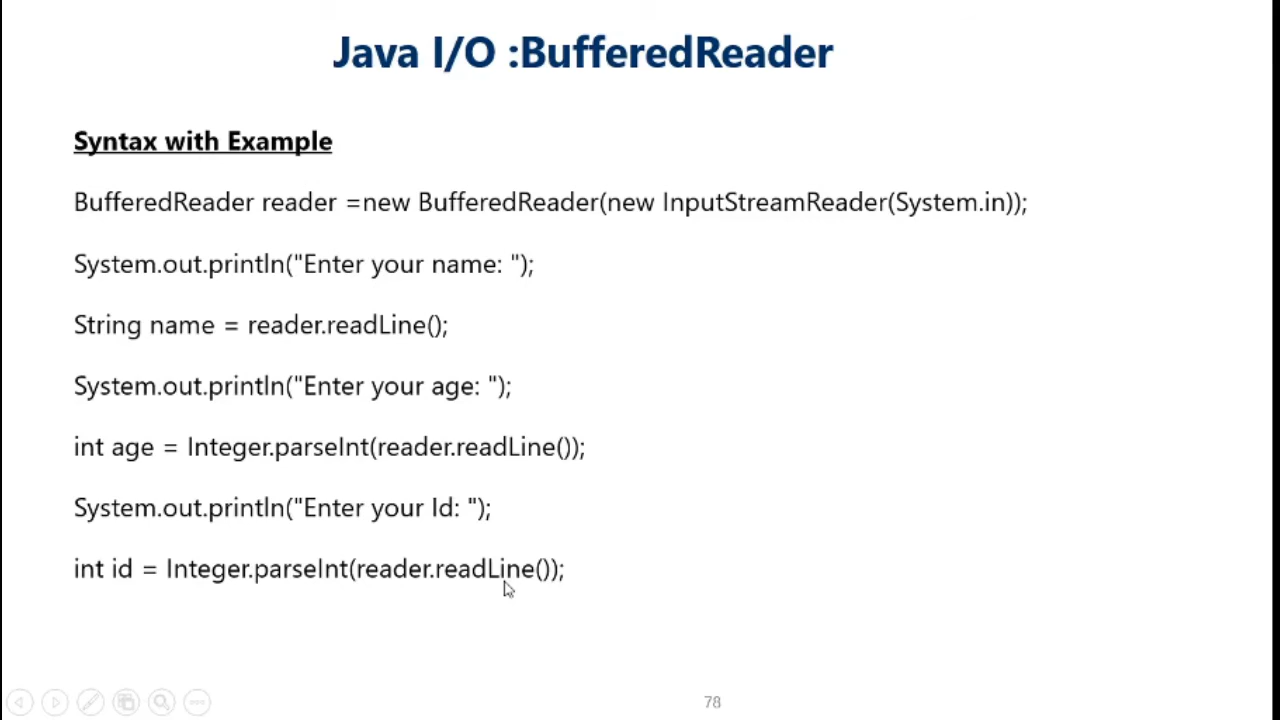 Java I/O :BufferedReader
Syntax with Example
BufferedReader reader =new BufferedReader(new InputStreamReader(System.in));
System.out.println("Enter your name: ");
String name = reader.readLine();
System.out.println("Enter your age: ");
int age = Integer.parseInt(reader.readLine());
System.out.println("Enter your Id: ");
int id = Integer.parseInt(reader.readLine());
78